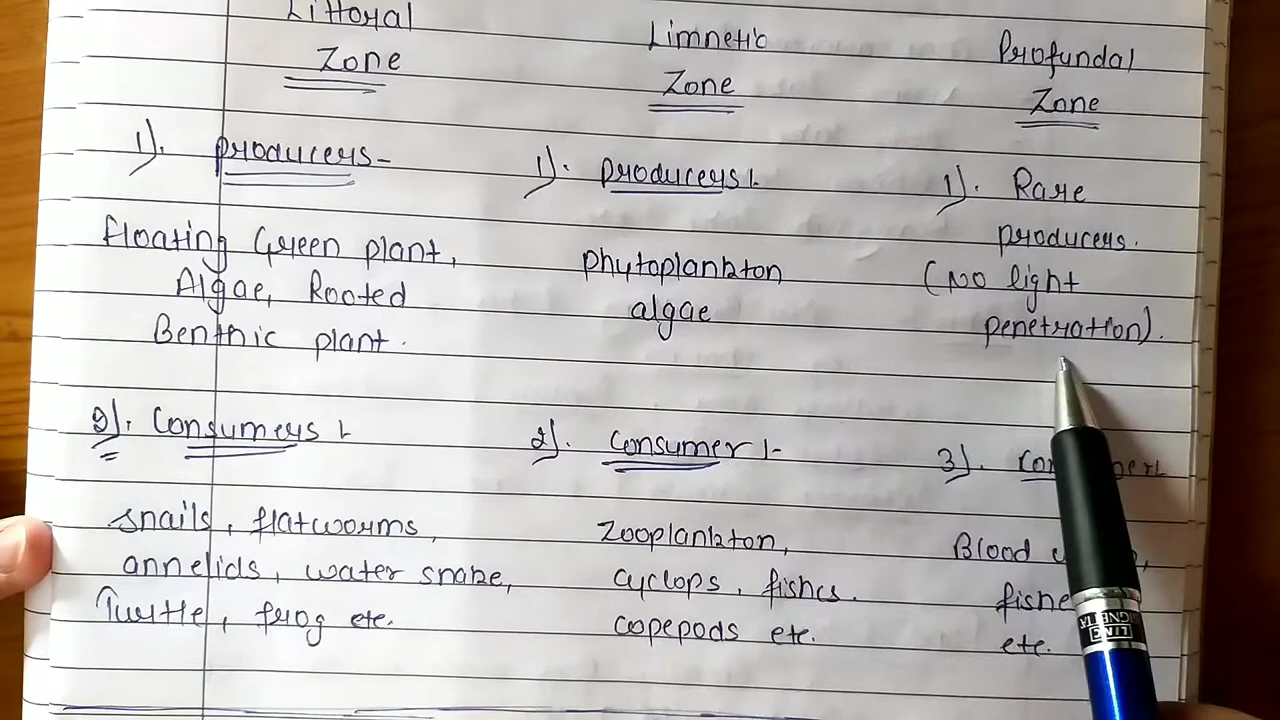 Littoral
Zone
1). producers-
floating Green plant,
Algae, Rooted
Benthic plant.
2). Consumers :-
snails, flatworms,
annelids, water snake,
Turtle, frog etc.
Limnetic
Zone
1). producers :-
phytoplankton
algae
2). Consumer :-
Zooplankton,
cyclops, fishes.
copepods etc.
Profundal
Zone
1). Rare
producers.
(No light
penetration).
3).
Blood
etc.